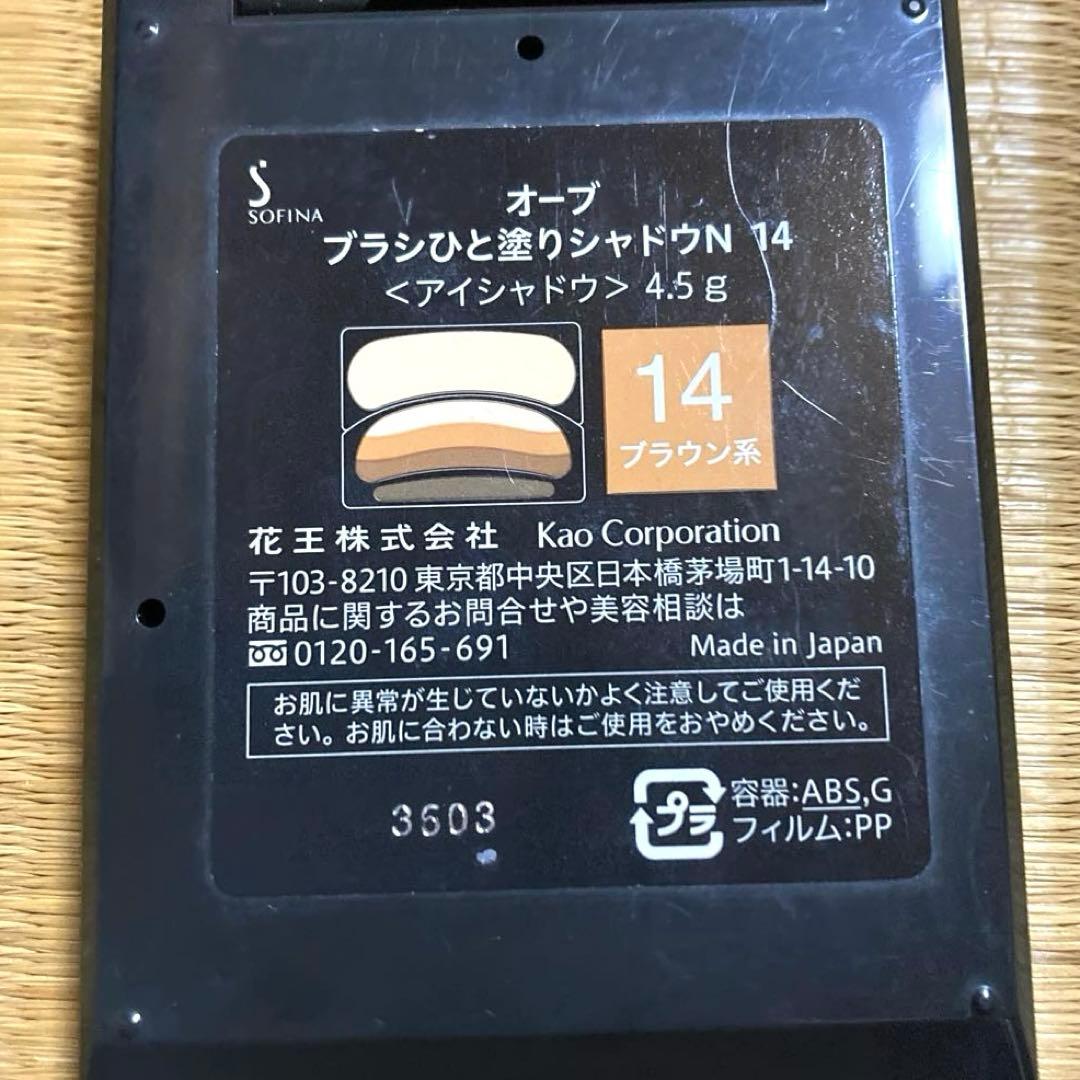 SOFINA
オーブ
ブラシひと塗りシャドウN 14
＜アイシャドウ＞ 4.5g
14
ブラウン系
花王株式会社 Kao Corporation
〒103-8210 東京都中央区日本橋茅場町1-14-10
商品に関するお問合せや美容相談は
0120-165-691 Made in Japan
お肌に異常が生じていないかよく注意してご使用くだ
さい。お肌に合わない時はご使用をおやめください。
3603
プラ
容器:ABS,G
フィルム:PP